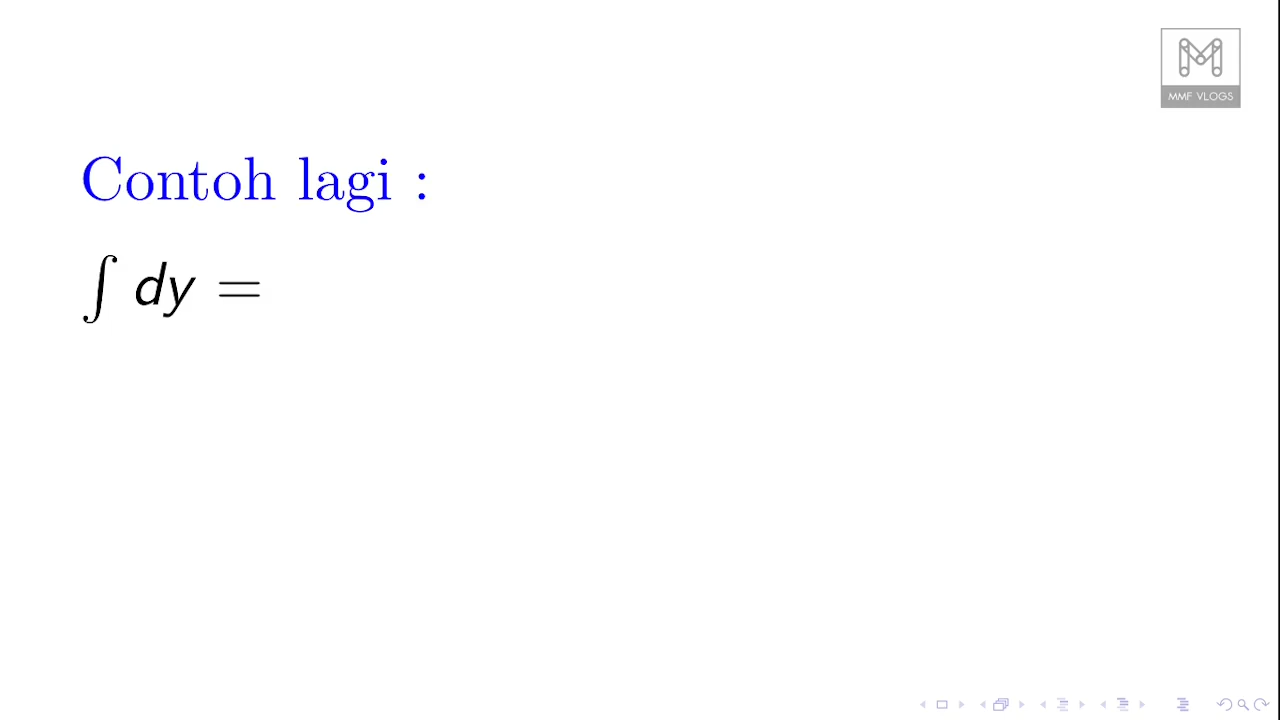 MMF VLOGS
Contoh lagi :
∫ dy =